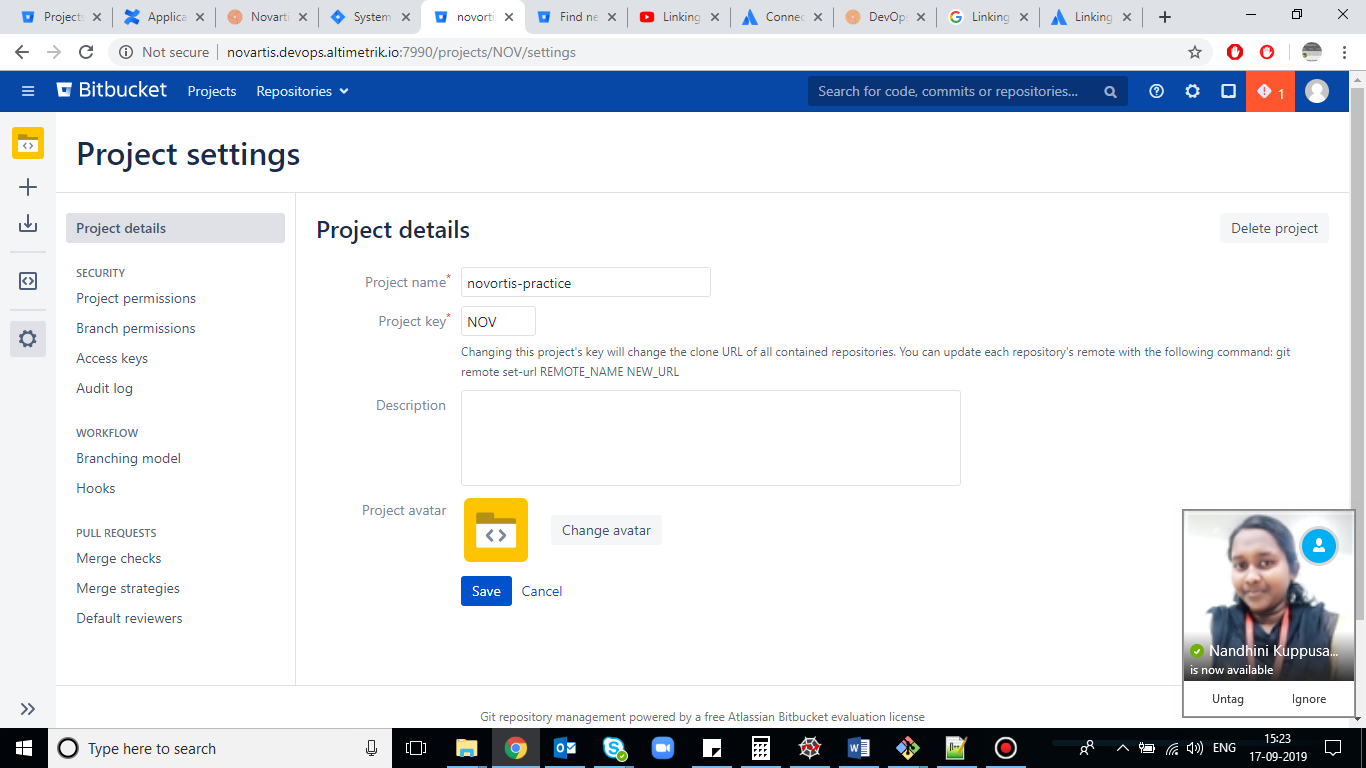 Projects
Applica
Novarti
System
novorti
Find ne
Linking
Connec
DevOp
Linking
Linking
Not secure
novartis.devops.altimetrik.io:7990/projects/NOV/settings
Bitbucket
Projects
Repositories
Search for code, commits or repositories...
1
Project settings
Project details
SECURITY
Project permissions
Branch permissions
Access keys
Audit log
WORKFLOW
Branching model
Hooks
PULL REQUESTS
Merge checks
Merge strategies
Default reviewers
Project details
Delete project
Project name*
novortis-practice
Project key*
NOV
Changing this project's key will change the clone URL of all contained repositories. You can update each repository's remote with the following command: git
remote set-url REMOTE_NAME NEW_URL
Description
Project avatar
Change avatar
Save
Cancel
Nandhini Kuppusa...
is now available
Untag
Ignore
Git repository management powered by a free Atlassian Bitbucket evaluation license
Type here to search
ENG
15:23
17-09-2019